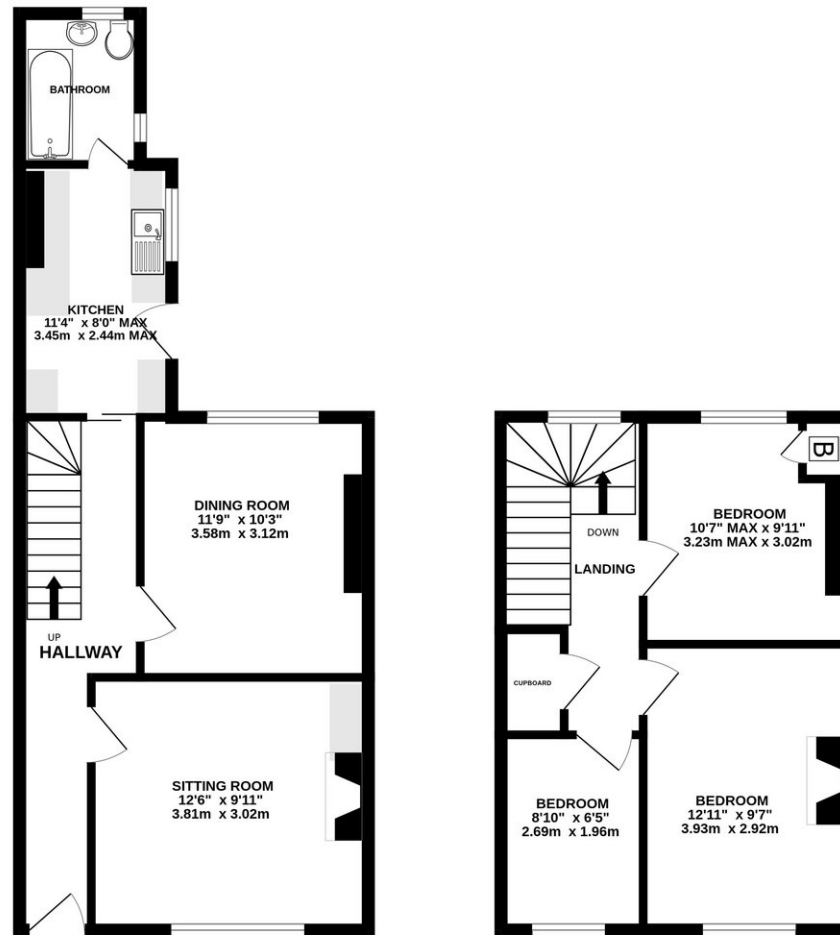 BATHROOM
KITCHEN
11'4" x 8'0" MAX
3.45m x 2.44m MAX
DINING ROOM
11'9" x 10'3"
3.58m x 3.12m
UP
HALLWAY
SITTING ROOM
12'6" x 9'11"
3.81m x 3.02m
B
BEDROOM
10'7" MAX x 9'11"
3.23m MAX x 3.02m
DOWN
LANDING
CUPBOARD
BEDROOM
8'10" x 6'5"
2.69m x 1.96m
BEDROOM
12'11" x 9'7"
3.93m x 2.92m